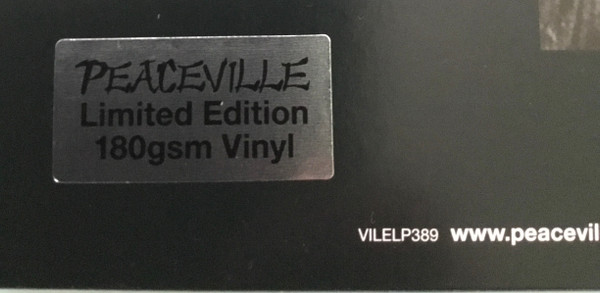 PEACEVILLE
Limited Edition
180gsm Vinyl
VILELP389 www.peacevil